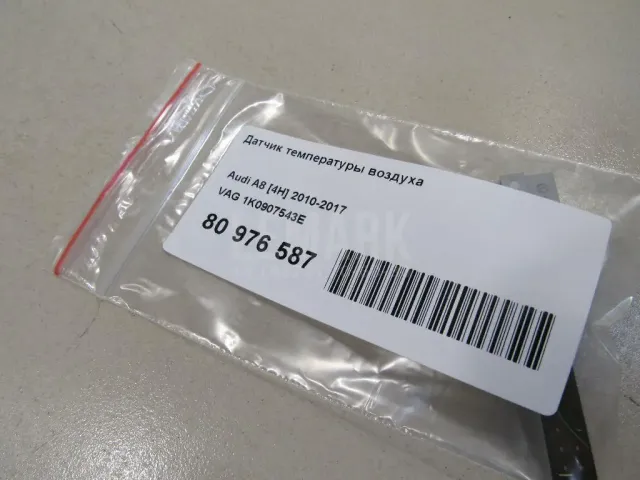 Датчик температуры воздуха
Audi A8 [4H] 2010-2017
VAG 1K0907543E
80 976 587